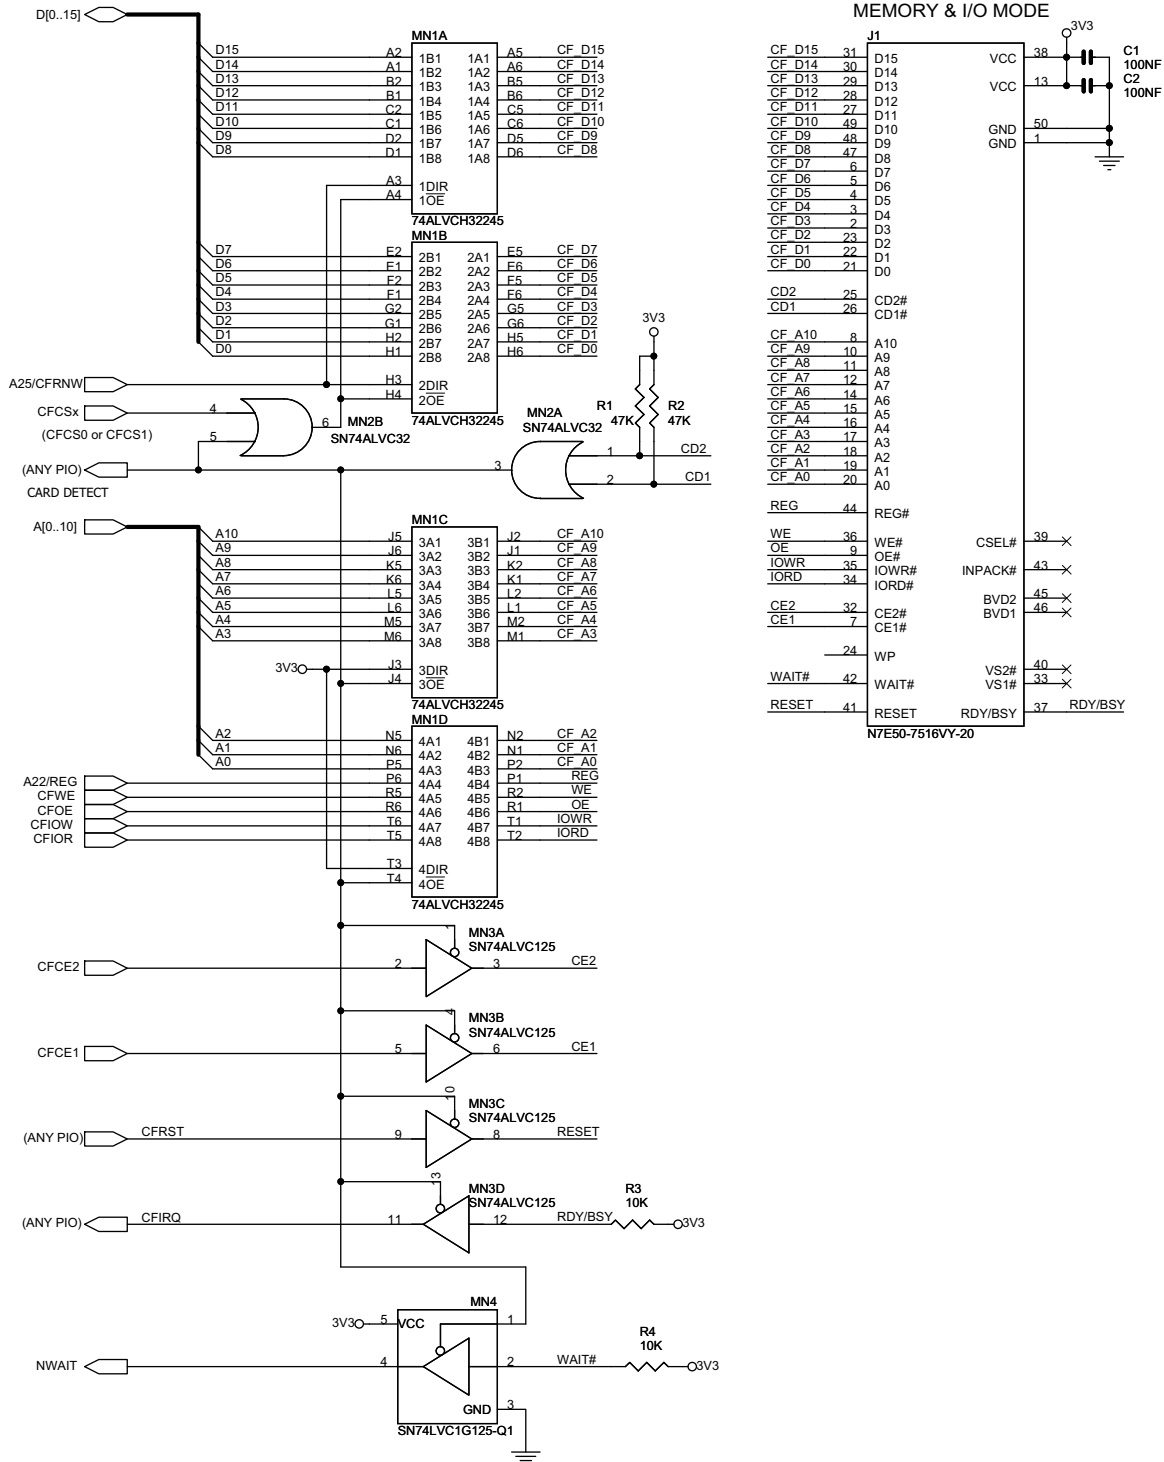 MEMORY & I/O MODE
D[0..15]
MN1A
D15 A2 1B1 1A1 A5 CF_D15
D14 A1 1B2 1A2 A6 CF_D14
D13 B2 1B3 1A3 B5 CF_D13
D12 B1 1B4 1A4 B6 CF_D12
D11 C2 1B5 1A5 C5 CF_D11
D10 C1 1B6 1A6 C6 CF_D10
D9 D2 1B7 1A7 D5 CF_D9
D8 D1 1B8 1A8 D6 CF_D8
A3 1DIR
A4 1OE
74ALVCH32245
MN1B
D7 E2 2B1 2A1 E5 CF_D7
D6 E1 2B2 2A2 E6 CF_D6
D5 F2 2B3 2A3 F5 CF_D5
D4 F1 2B4 2A4 F6 CF_D4
D3 G2 2B5 2A5 G5 CF_D3
D2 G1 2B6 2A6 G6 CF_D2
D1 H2 2B7 2A7 H5 CF_D1
D0 H1 2B8 2A8 H6 CF_D0
A25/CFRNW H3 2DIR
H4 2OE
74ALVCH32245
CFCSx 4
(CFCS0 or CFCS1) 5
6 MN2B
SN74ALVC32
3V3
R1 47K
R2 47K
MN2A
SN74ALVC32
(ANY PIO) 3
1 CD2
2 CD1
CARD DETECT
A[0..10]
MN1C
A10 J5 3A1 3B1 J2 CF_A10
A9 J6 3A2 3B2 J1 CF_A9
A8 K5 3A3 3B3 K2 CF_A8
A7 K6 3A4 3B4 K1 CF_A7
A6 L5 3A5 3B5 L2 CF_A6
A5 L6 3A6 3B6 L1 CF_A5
A4 M5 3A7 3B7 M2 CF_A4
A3 M6 3A8 3B8 M1 CF_A3
3V3 J3 3DIR
J4 3OE
74ALVCH32245
MN1D
A2 N5 4A1 4B1 N2 CF_A2
A1 N6 4A2 4B2 N1 CF_A1
A0 P5 4A3 4B3 P2 CF_A0
A22/REG P6 4A4 4B4 P1 REG
CFWE R5 4A5 4B5 R2 WE
CFOE R6 4A6 4B6 R1 OE
CFIOW T6 4A7 4B7 T1 IOWR
CFIOR T5 4A8 4B8 T2 IORD
T3 4DIR
T4 4OE
74ALVCH32245
1 MN3A
SN74ALVC125
CFCE2 2 3 CE2
4 MN3B
SN74ALVC125
CFCE1 5 6 CE1
10 MN3C
SN74ALVC125
(ANY PIO) CFRST 9 8 RESET
13 MN3D
SN74ALVC125
R3
10K
(ANY PIO) CFIRQ 11 12 RDY/BSY 3V3
MN4
3V3 5 VCC 1
R4
10K
NWAIT 4 2 WAIT# 3V3
GND 3
SN74LVC1G125-Q1
J1
3V3
CF_D15 31 D15 VCC 38 C1
CF_D14 30 D14 100NF
CF_D13 29 D13 VCC 13 C2
CF_D12 28 D12 100NF
CF_D11 27 D11
CF_D10 49 D10 GND 50
CF_D9 48 D9 GND 1
CF_D8 47 D8
CF_D7 6 D7
CF_D6 5 D6
CF_D5 4 D5
CF_D4 3 D4
CF_D3 2 D3
CF_D2 23 D2
CF_D1 22 D1
CF_D0 21 D0
CD2 25 CD2#
CD1 26 CD1#
CF_A10 8 A10
CF_A9 10 A9
CF_A8 11 A8
CF_A7 12 A7
CF_A6 14 A6
CF_A5 15 A5
CF_A4 16 A4
CF_A3 17 A3
CF_A2 18 A2
CF_A1 19 A1
CF_A0 20 A0
REG 44 REG#
WE 36 WE# CSEL# 39
OE 9 OE#
IOWR 35 IOWR# INPACK# 43
IORD 34 IORD#
BVD2 45
CE2 32 CE2# BVD1 46
CE1 7 CE1#
24 WP
VS2# 40
WAIT# 42 WAIT# VS1# 33
RESET 41 RESET RDY/BSY 37 RDY/BSY
N7E50-7516VY-20